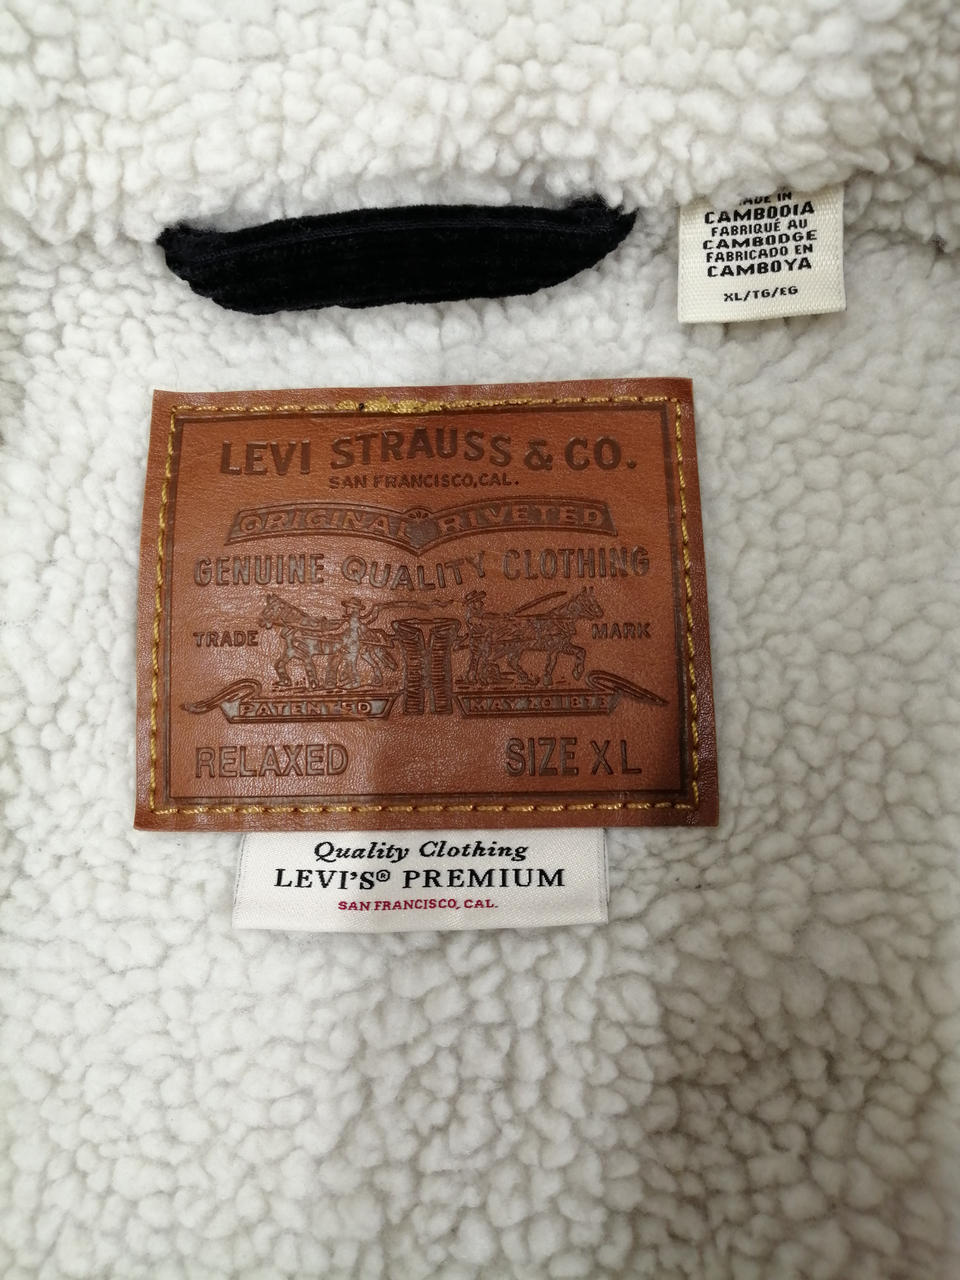 MADE IN
CAMBODIA
FABRIQUÉ AU
CAMBODGE
FABRICADO EN
CAMBOYA
XL/TG/EG
LEVI STRAUSS & CO.
SAN FRANCISCO, CAL.
ORIGINAL RIVETED
GENUINE QUALITY CLOTHING
TRADE MARK
PATENTED MAY 20 1873
RELAXED SIZE XL
Quality Clothing
LEVI'S® PREMIUM
SAN FRANCISCO, CAL.